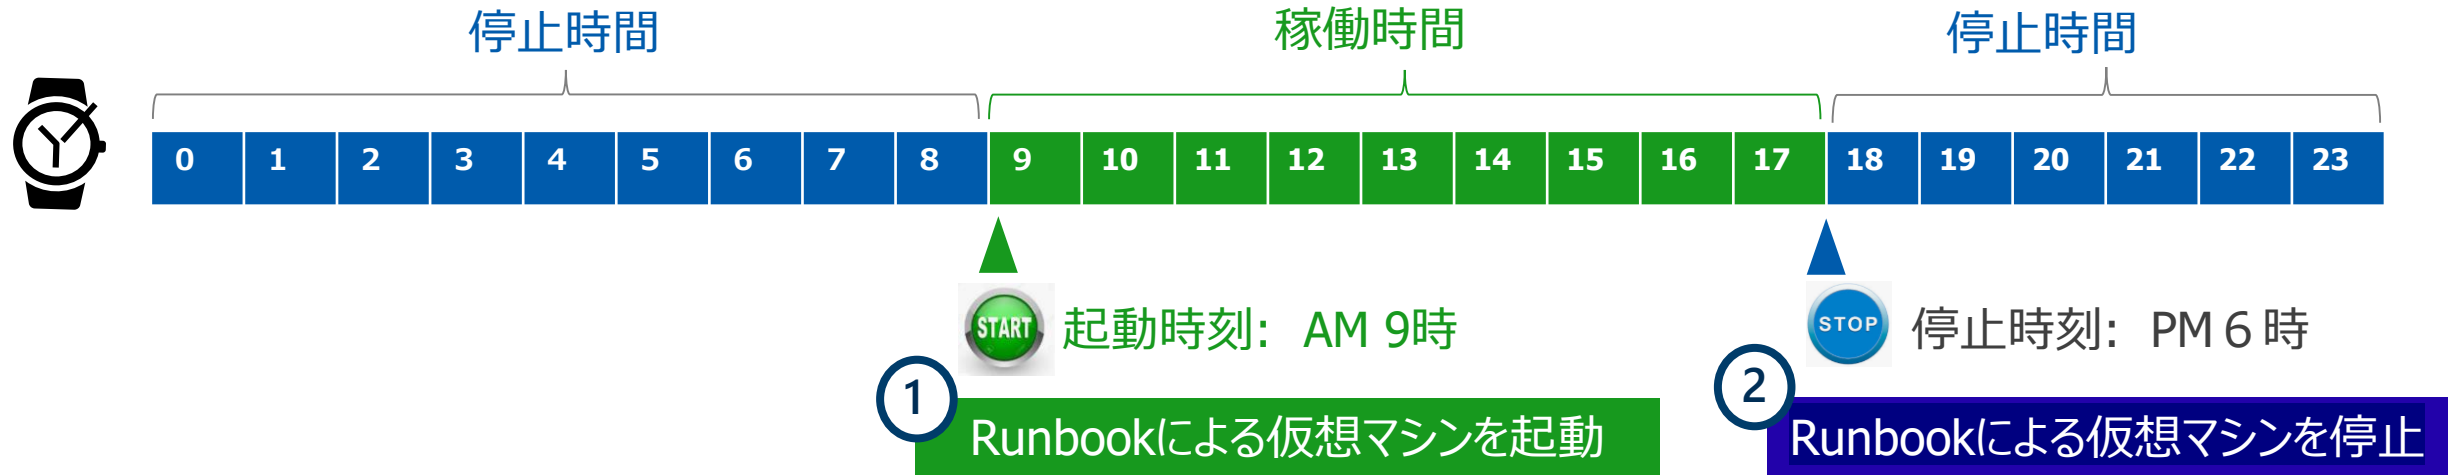 停止時間 稼働時間 停止時間
0 1 2 3 4 5 6 7 8 9 10 11 12 13 14 15 16 17 18 19 20 21 22 23
START 起動時刻: AM 9時
STOP 停止時刻: PM 6 時
1
Runbookによる仮想マシンを起動
2
Runbookによる仮想マシンを停止